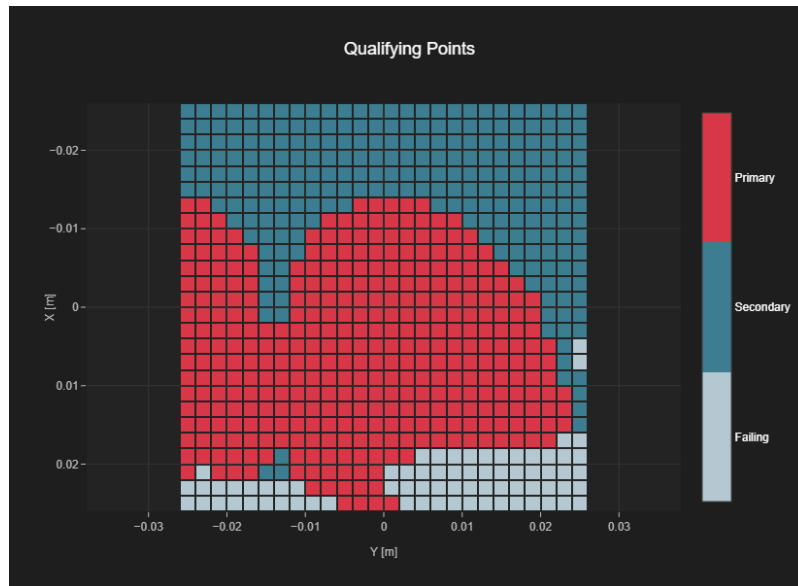 Qualifying Points
−0.02
−0.01
0
0.01
0.02
X [m]
−0.03
−0.02
−0.01
0
0.01
0.02
0.03
Y [m]
Primary
Secondary
Failing